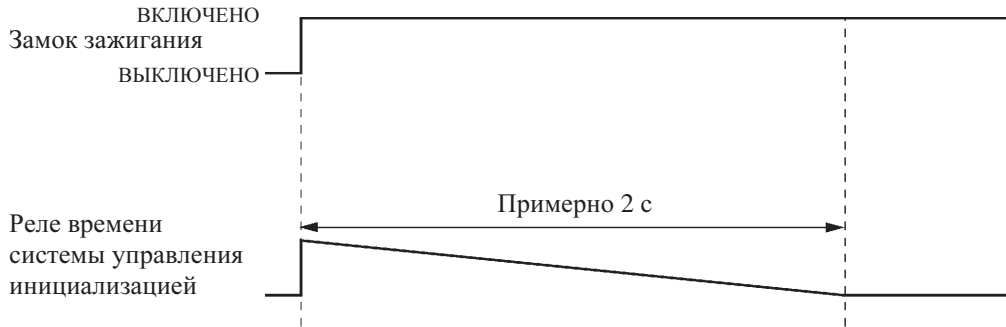 ВКЛЮЧЕНО
Замок зажигания
ВЫКЛЮЧЕНО
Примерно 2 с
Реле времени
системы управления
инициализацией